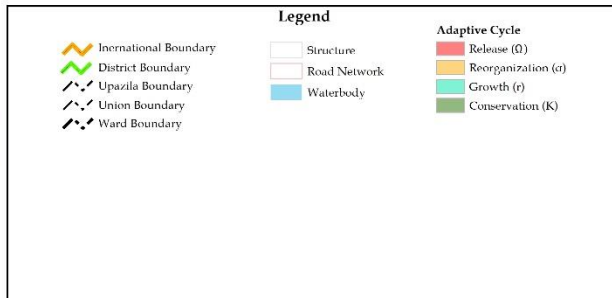 Legend
Inernational Boundary
District Boundary
Upazila Boundary
Union Boundary
Ward Boundary
Structure
Road Network
Waterbody
Adaptive Cycle
Release (Ω)
Reorganization (α)
Growth (r)
Conservation (K)